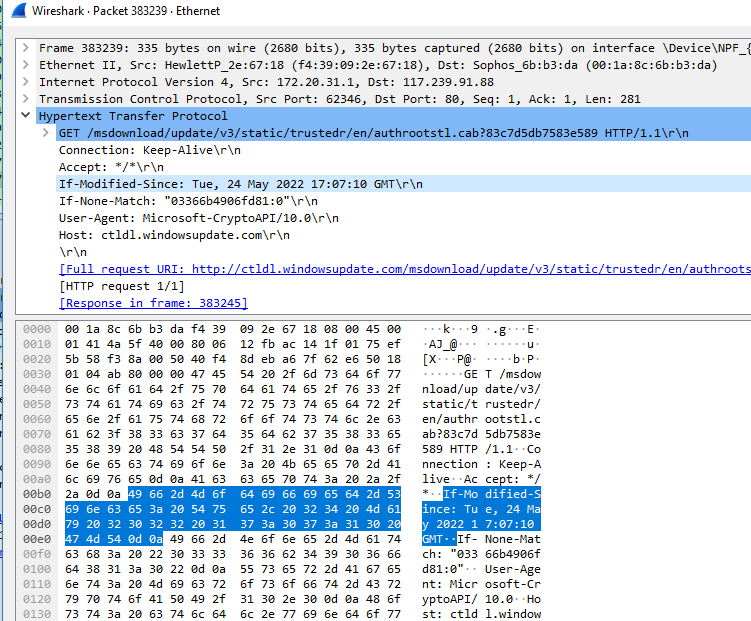 Wireshark · Packet 383239 · Ethernet
Frame 383239: 335 bytes on wire (2680 bits), 335 bytes captured (2680 bits) on interface \Device\NPF_{
Ethernet II, Src: HewlettP_2e:67:18 (f4:39:09:2e:67:18), Dst: Sophos_6b:b3:da (00:1a:8c:6b:b3:da)
Internet Protocol Version 4, Src: 172.20.31.1, Dst: 117.239.91.88
Transmission Control Protocol, Src Port: 62346, Dst Port: 80, Seq: 1, Ack: 1, Len: 281
Hypertext Transfer Protocol
GET /msdownload/update/v3/static/trustedr/en/authrootstl.cab?83c7d5db7583e589 HTTP/1.1\r\n
Connection: Keep-Alive\r\n
Accept: */*\r\n
If-Modified-Since: Tue, 24 May 2022 17:07:10 GMT\r\n
If-None-Match: "03366b4906fd81:0"\r\n
User-Agent: Microsoft-CryptoAPI/10.0\r\n
Host: ctldl.windowsupdate.com\r\n
\r\n
[Full request URI: http://ctldl.windowsupdate.com/msdownload/update/v3/static/trustedr/en/authroots
[HTTP request 1/1]
[Response in frame: 383245]
0000 00 1a 8c 6b b3 da f4 39 09 2e 67 18 08 00 45 00 ···k···9 .g···E·
0010 01 41 4a 5f 40 00 80 06 12 fb ac 14 1f 01 75 ef ·AJ_@··· ······u·
0020 5b 58 f3 8a 00 50 40 f4 8d eb a6 7f 62 e6 50 18 [X···P@· ····b·P·
0030 01 04 ab 80 00 00 47 45 54 20 2f 6d 73 64 6f 77 ······GE T /msdow
0040 6e 6c 6f 61 64 2f 75 70 64 61 74 65 2f 76 33 2f nload/up date/v3/
0050 73 74 61 74 69 63 2f 74 72 75 73 74 65 64 72 2f static/t rustedr/
0060 65 6e 2f 61 75 74 68 72 6f 6f 74 73 74 6c 2e 63 en/authr ootstl.c
0070 61 62 3f 38 33 63 37 64 35 64 62 37 35 38 33 65 ab?83c7d 5db7583e
0080 35 38 39 20 48 54 54 50 2f 31 2e 31 0d 0a 43 6f 589 HTTP /1.1··Co
0090 6e 6e 65 63 74 69 6f 6e 3a 20 4b 65 65 70 2d 41 nnection : Keep-A
00a0 6c 69 76 65 0d 0a 41 63 63 65 70 74 3a 20 2a 2f live··Ac cept: */
00b0 2a 0d 0a 49 66 2d 4d 6f 64 69 66 69 65 64 2d 53 *··If-Mo dified-S
00c0 69 6e 63 65 3a 20 54 75 65 2c 20 32 34 20 4d 61 ince: Tu e, 24 Ma
00d0 79 20 32 30 32 32 20 31 37 3a 30 37 3a 31 30 20 y 2022 1 7:07:10
00e0 47 4d 54 0d 0a 49 66 2d 4e 6f 6e 65 2d 4d 61 74 GMT··If- None-Mat
00f0 63 68 3a 20 22 30 33 33 36 36 62 34 39 30 36 66 ch: "033 66b4906f
0100 64 38 31 3a 30 22 0d 0a 55 73 65 72 2d 41 67 65 d81:0"·· User-Age
0110 6e 74 3a 20 4d 69 63 72 6f 73 6f 66 74 2d 43 72 nt: Micr osoft-Cr
0120 79 70 74 6f 41 50 49 2f 31 30 2e 30 0d 0a 48 6f yptoAPI/ 10.0··Ho
0130 73 74 3a 20 63 74 6c 64 6c 2e 77 69 6e 64 6f 77 st: ctld l.window